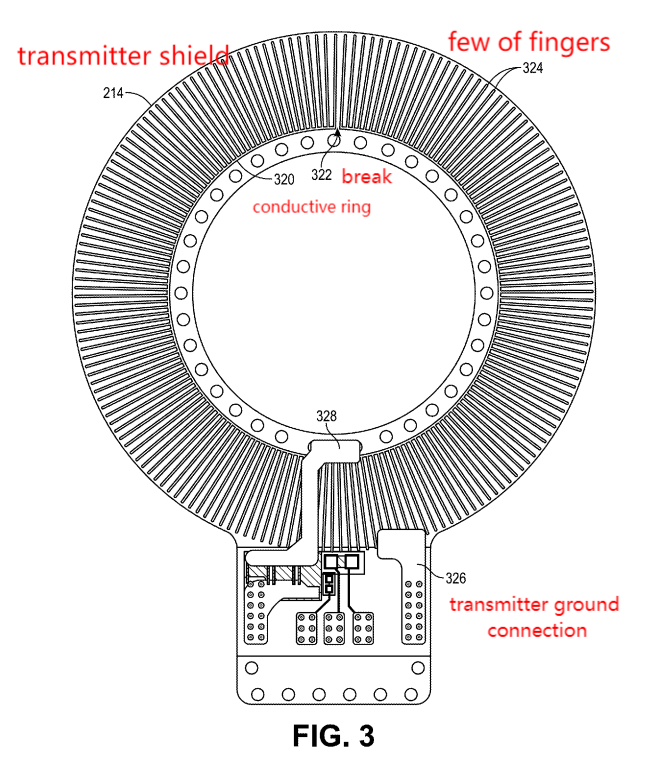 transmitter shield
few of fingers
214
324
320
322
break
conductive ring
328
326
transmitter ground
connection
FIG. 3